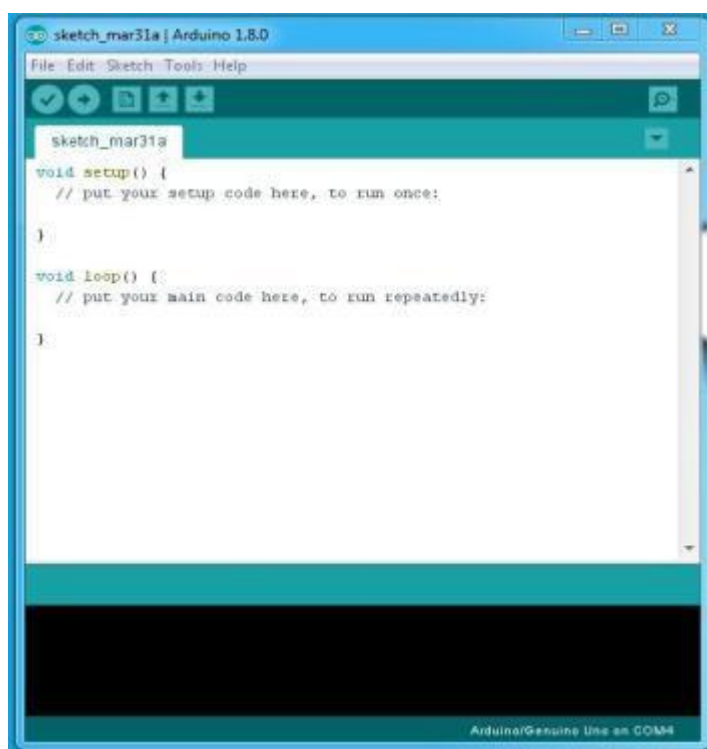 sketch_mar31a | Arduino 1.8.0
File Edit Sketch Tools Help
sketch_mar31a
void setup() {
  // put your setup code here, to run once:
}
void loop() {
  // put your main code here, to run repeatedly:
}
Arduino/Genuino Uno on COM4